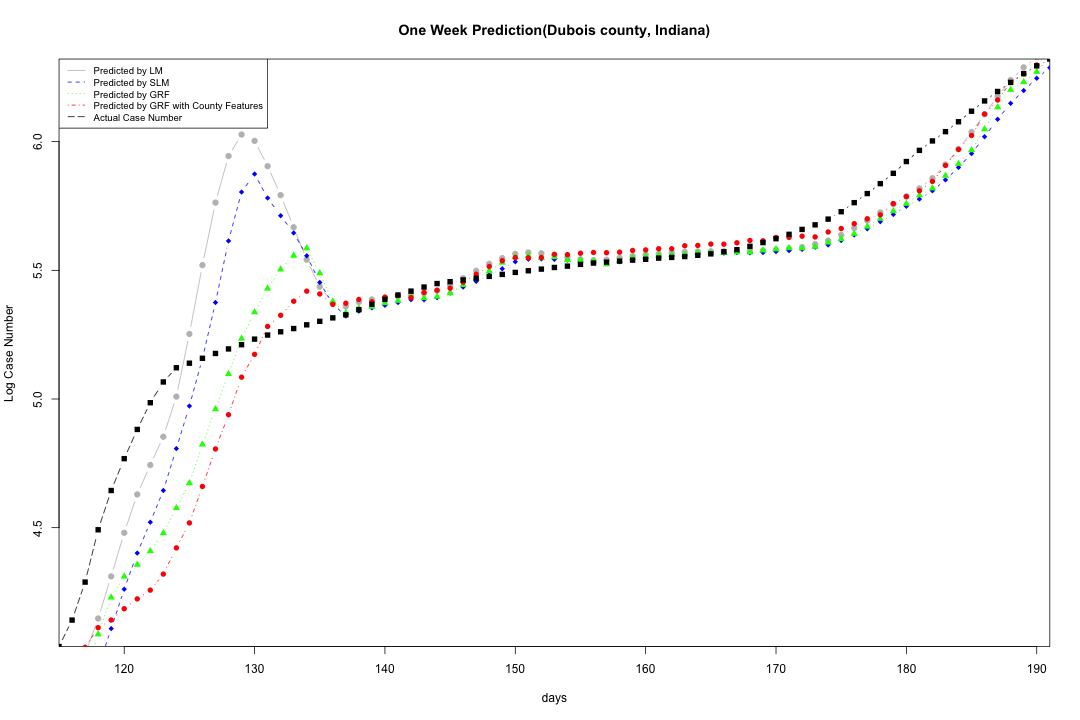 One Week Prediction(Dubois county, Indiana)
Predicted by LM
Predicted by SLM
Predicted by GRF
Predicted by GRF with County Features
Actual Case Number
Log Case Number
6.0
5.5
5.0
4.5
120 130 140 150 160 170 180 190
days